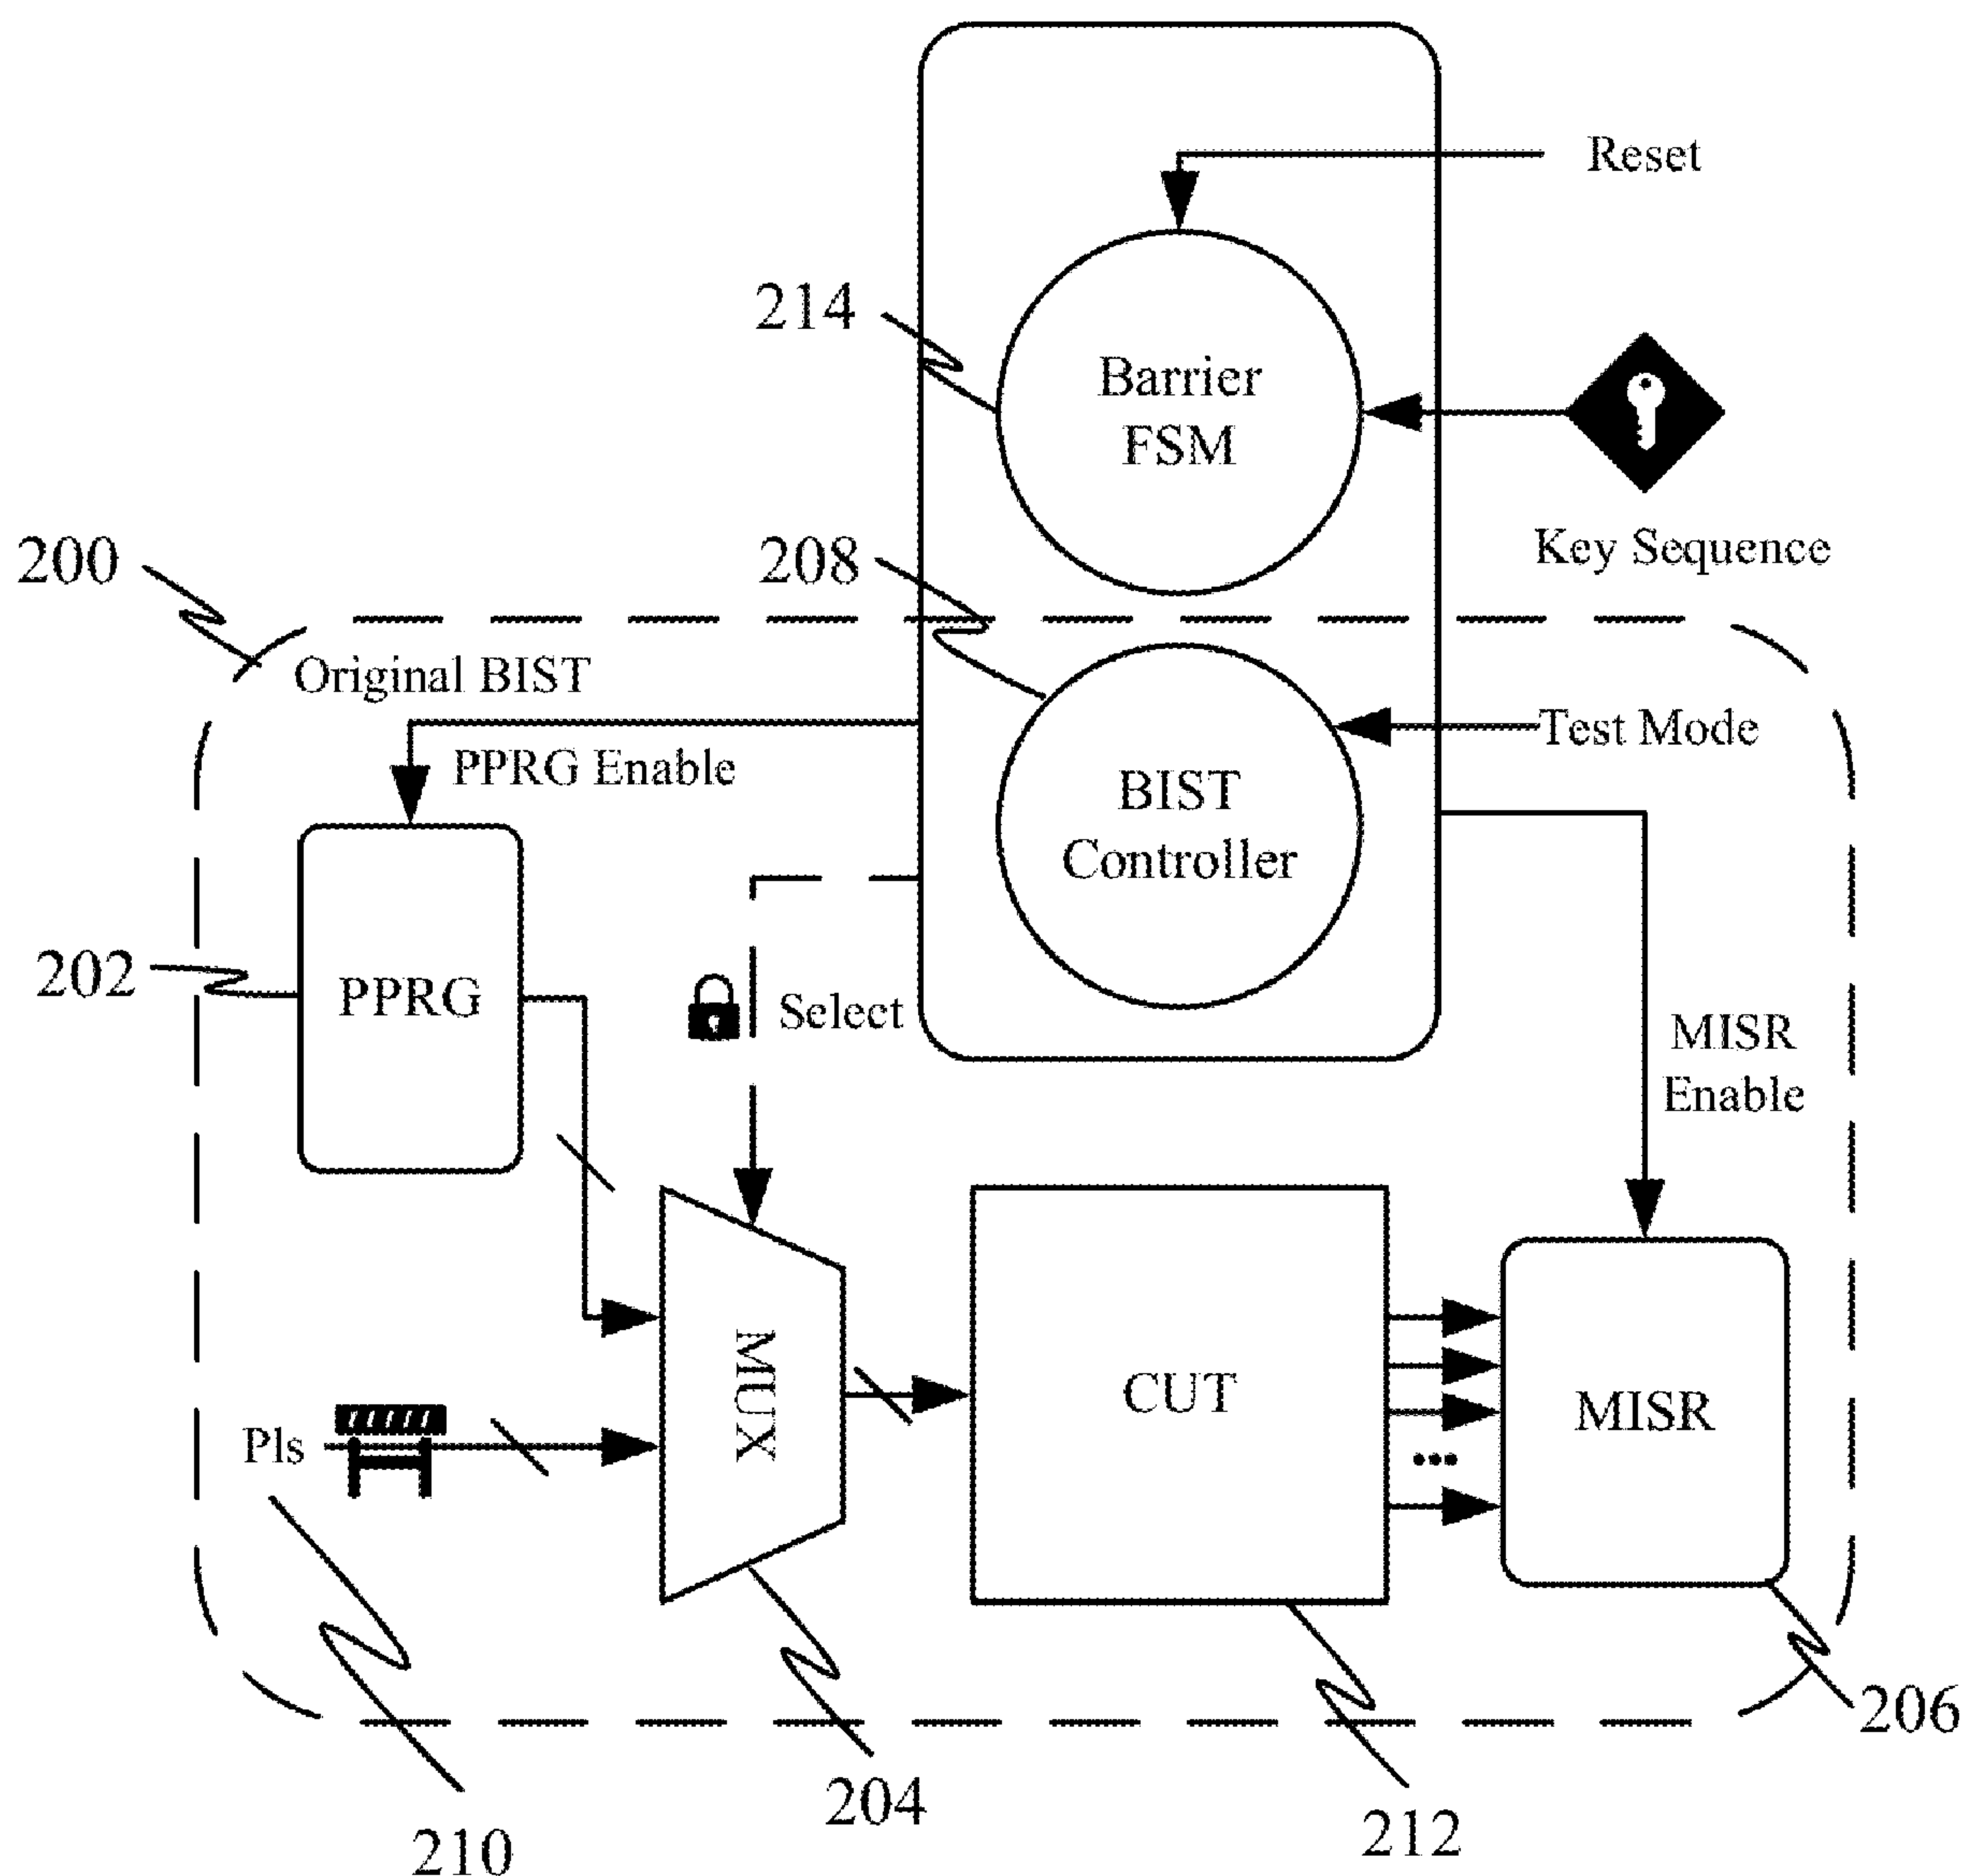 Reset
214
Barrier
FSM
Key Sequence
200
208
Original BIST
PPRG Enable
Test Mode
BIST
Controller
202
PPRG
Select
MISR
Enable
MUX
CUT
MISR
PIs
...
206
204
212
210